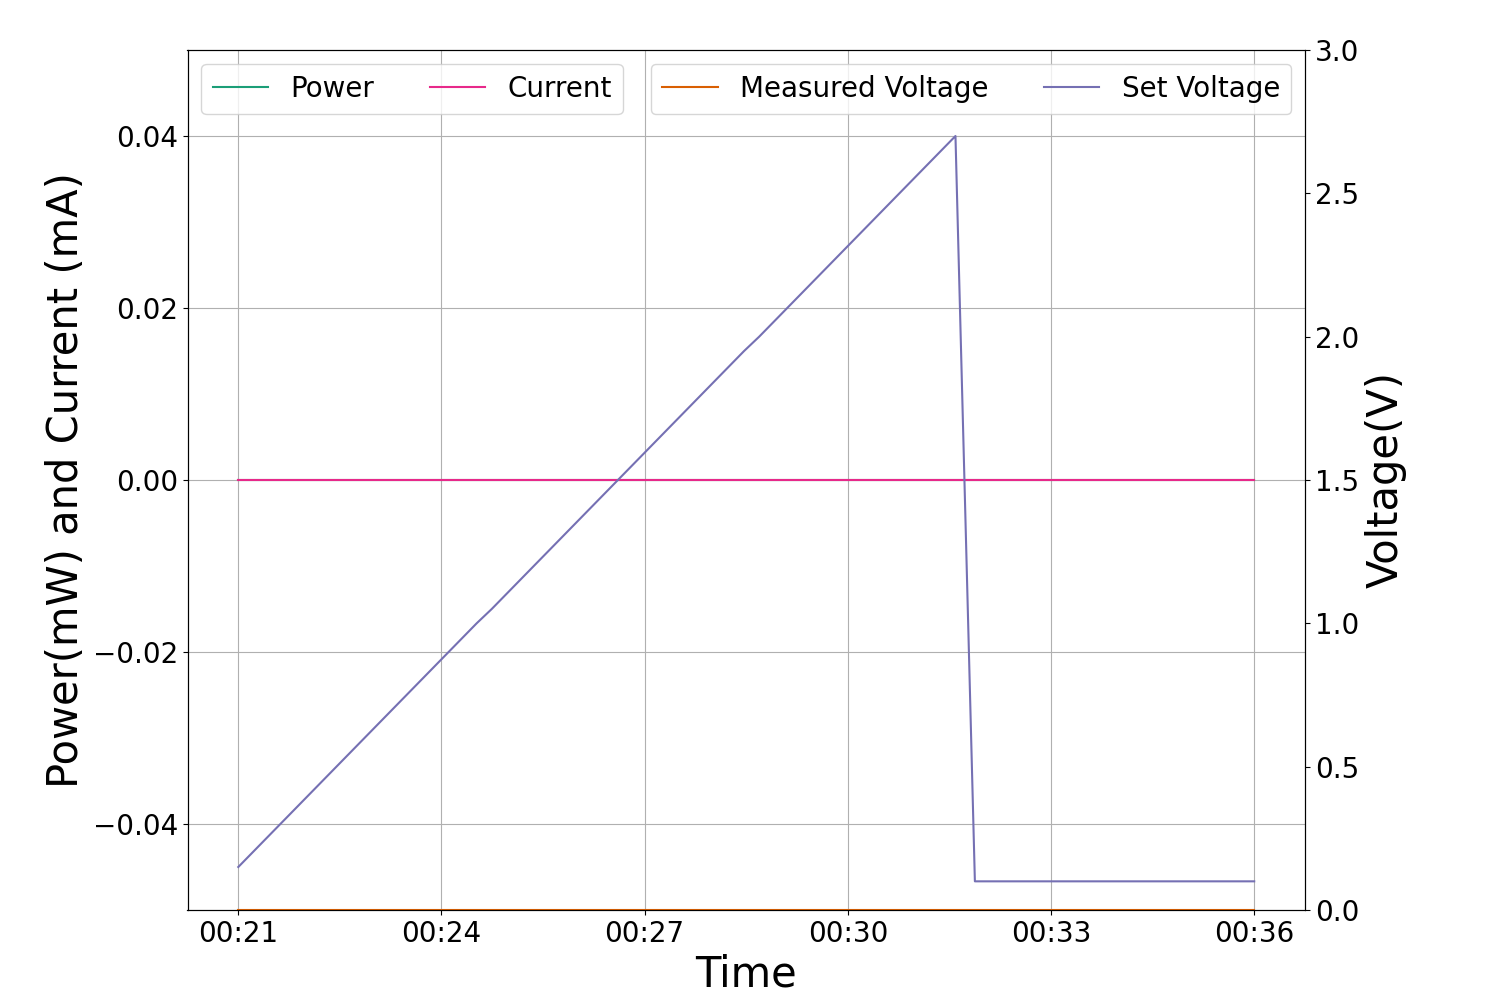 Power Current Measured Voltage Set Voltage
Power(mW) and Current (mA)
0.04
0.02
0.00
−0.02
−0.04
3.0
2.5
2.0
1.5
1.0
0.5
0.0
Voltage(V)
00:21 00:24 00:27 00:30 00:33 00:36
Time